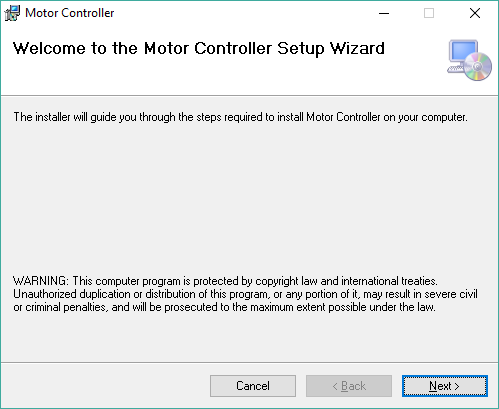 Motor Controller
Welcome to the Motor Controller Setup Wizard
The installer will guide you through the steps required to install Motor Controller on your computer.
WARNING: This computer program is protected by copyright law and international treaties.
Unauthorized duplication or distribution of this program, or any portion of it, may result in severe civil
or criminal penalties, and will be prosecuted to the maximum extent possible under the law.
Cancel
< Back
Next >